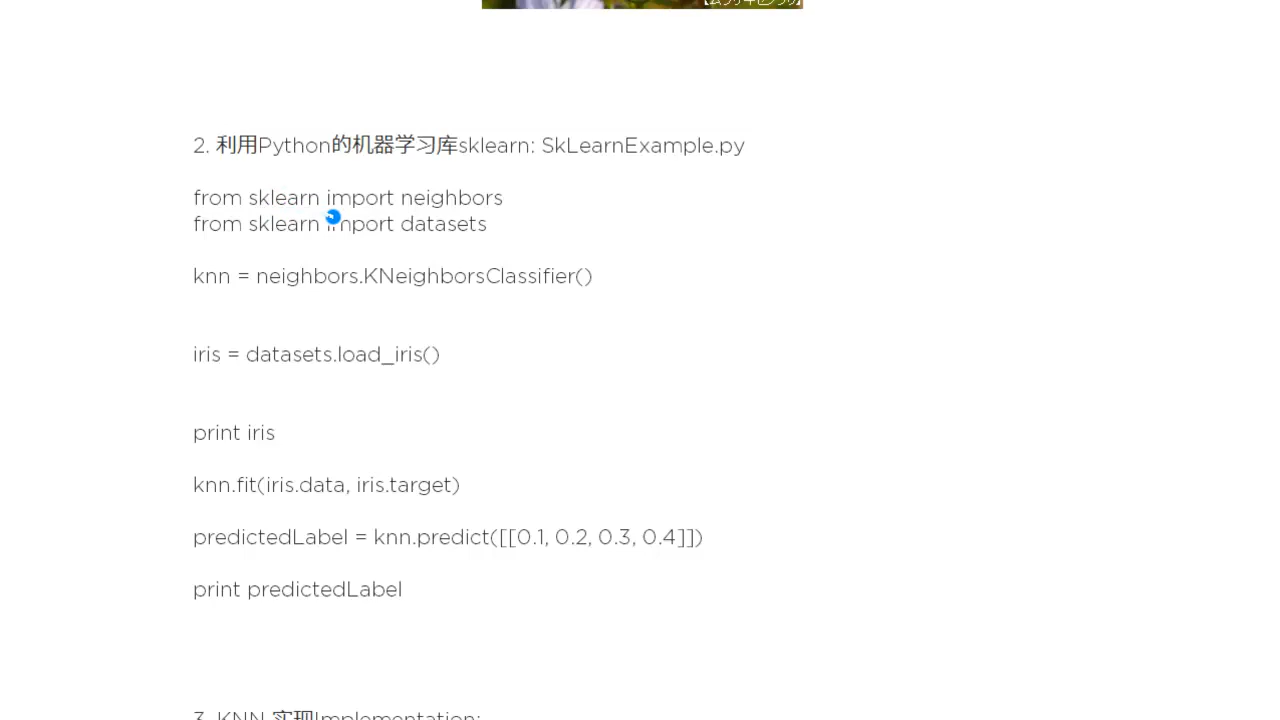 2. 利用Python的机器学习库sklearn: SkLearnExample.py
from sklearn import neighbors
from sklearn import datasets
knn = neighbors.KNeighborsClassifier()
iris = datasets.load_iris()
print iris
knn.fit(iris.data, iris.target)
predictedLabel = knn.predict([[0.1, 0.2, 0.3, 0.4]])
print predictedLabel
3. KNN 实现Implementation: